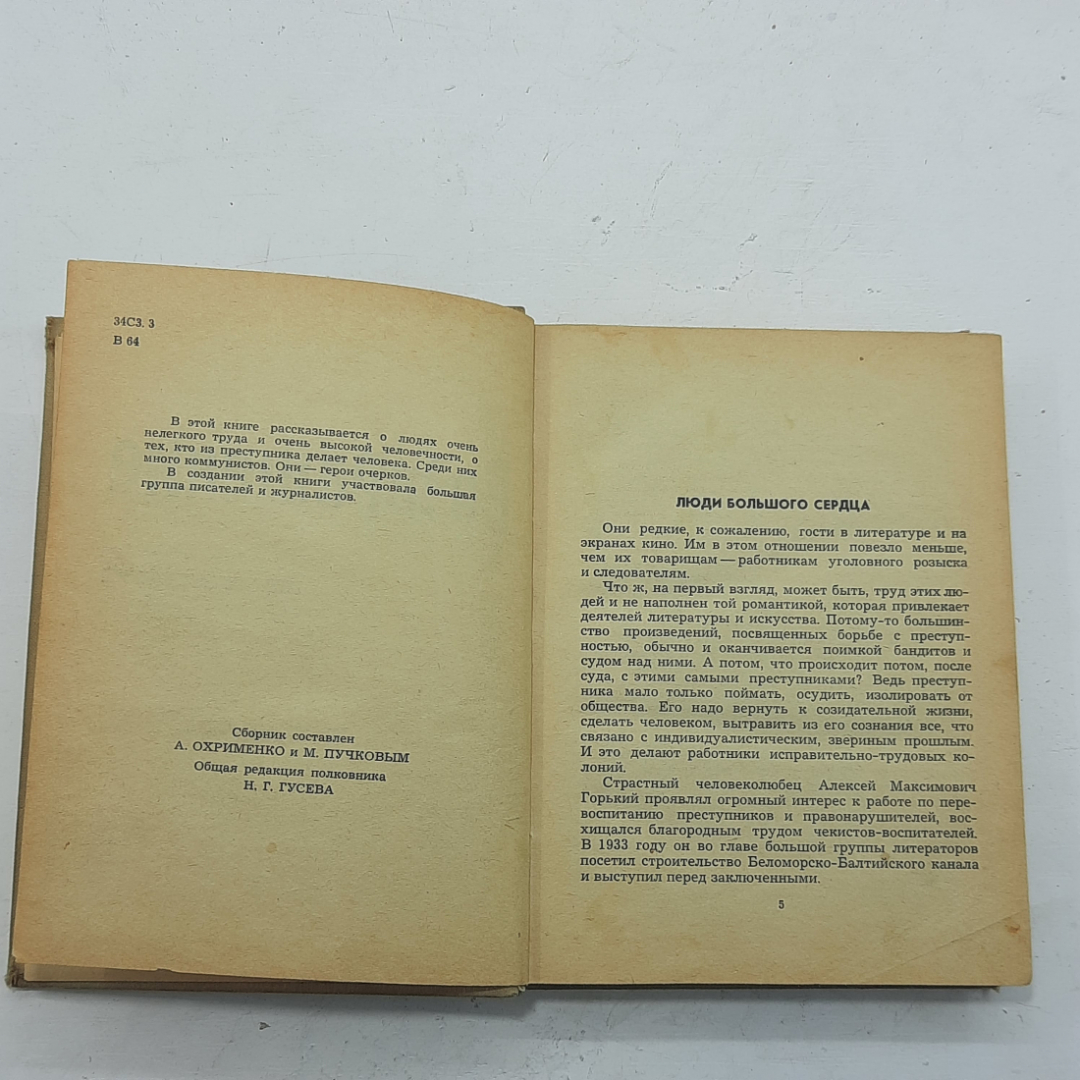 34С3. 3
В 64
В этой книге рассказывается о людях очень
нелегкого труда и очень высокой человечности, о
тех, кто из преступника делает человека. Среди них
много коммунистов. Они — герои очерков.
В создании этой книги участвовала большая
группа писателей и журналистов.
Сборник составлен
А. ОХРИМЕНКО и М. ПУЧКОВЫМ
Общая редакция полковника
Н. Г. ГУСЕВА
ЛЮДИ БОЛЬШОГО СЕРДЦА
Они редкие, к сожалению, гости в литературе и на
экранах кино. Им в этом отношении повезло меньше,
чем их товарищам — работникам уголовного розыска
и следователям.
Что ж, на первый взгляд, может быть, труд этих лю-
дей и не наполнен той романтикой, которая привлекает
деятелей литературы и искусства. Потому-то большин-
ство произведений, посвященных борьбе с преступ-
ностью, обычно и оканчивается поимкой бандитов и
судом над ними. А потом, что происходит потом, после
суда, с этими самыми преступниками? Ведь преступ-
ника мало только поймать, осудить, изолировать от
общества. Его надо вернуть к созидательной жизни,
сделать человеком, вытравить из его сознания все, что
связано с индивидуалистическим, звериным прошлым.
И это делают работники исправительно-трудовых ко-
лоний.
Страстный человеколюбец Алексей Максимович
Горький проявлял огромный интерес к работе по пере-
воспитанию преступников и правонарушителей, вос-
хищался благородным трудом чекистов-воспитателей.
В 1933 году он во главе большой группы литераторов
посетил строительство Беломорско-Балтийского канала
и выступил перед заключенными.
5